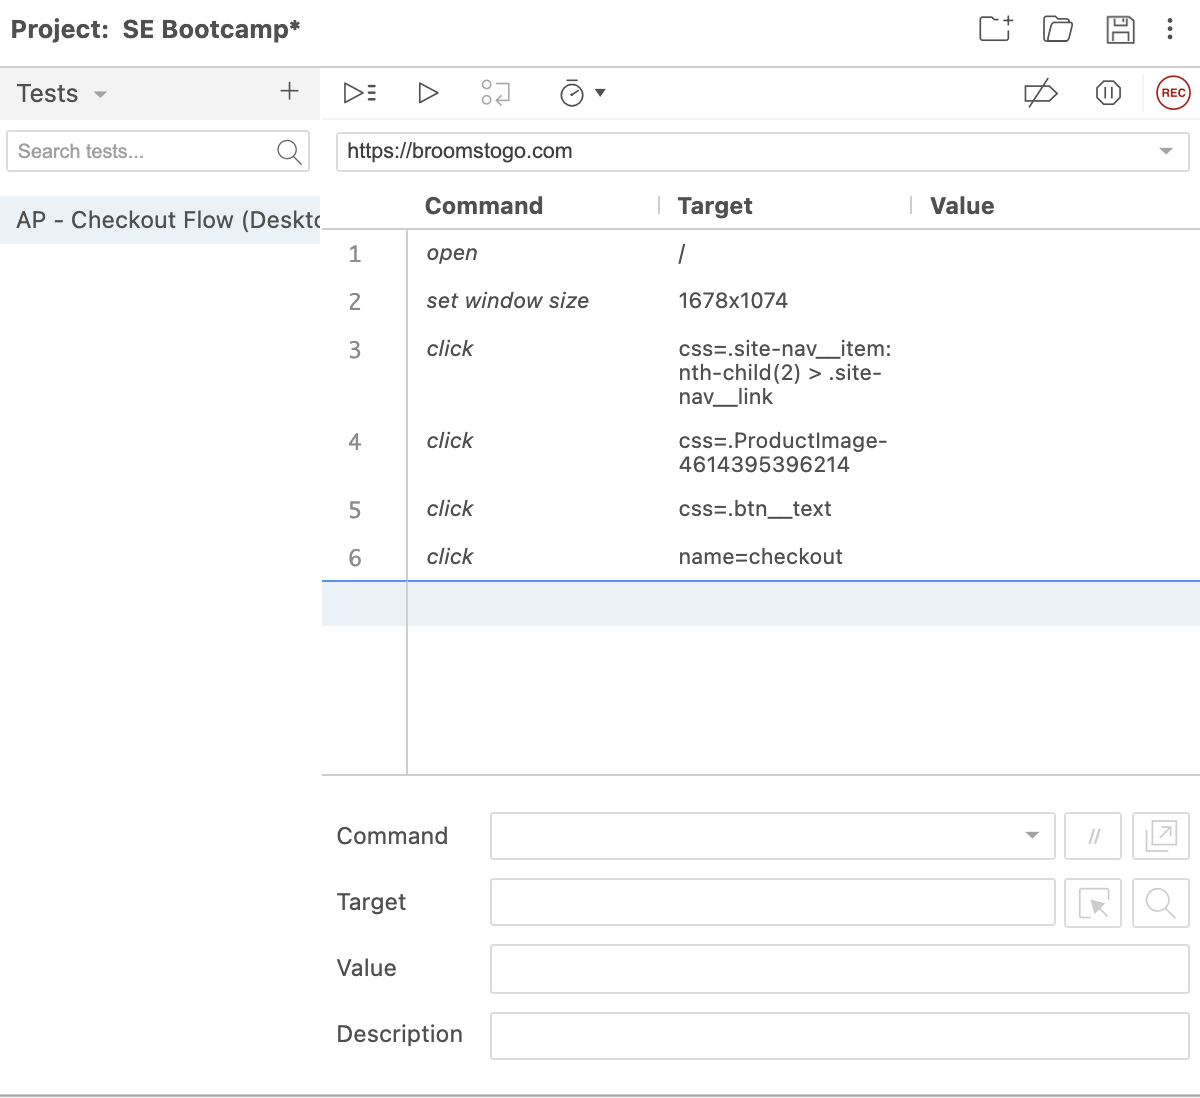 Project: SE Bootcamp*
Tests
REC
Search tests...
https://broomstogo.com
AP - Checkout Flow (Deskto
Command Target Value
1 open /
2 set window size 1678x1074
3 click css=.site-nav__item:
nth-child(2) > .site-
nav__link
4 click css=.ProductImage-
4614395396214
5 click css=.btn__text
6 click name=checkout
Command //
Target
Value
Description